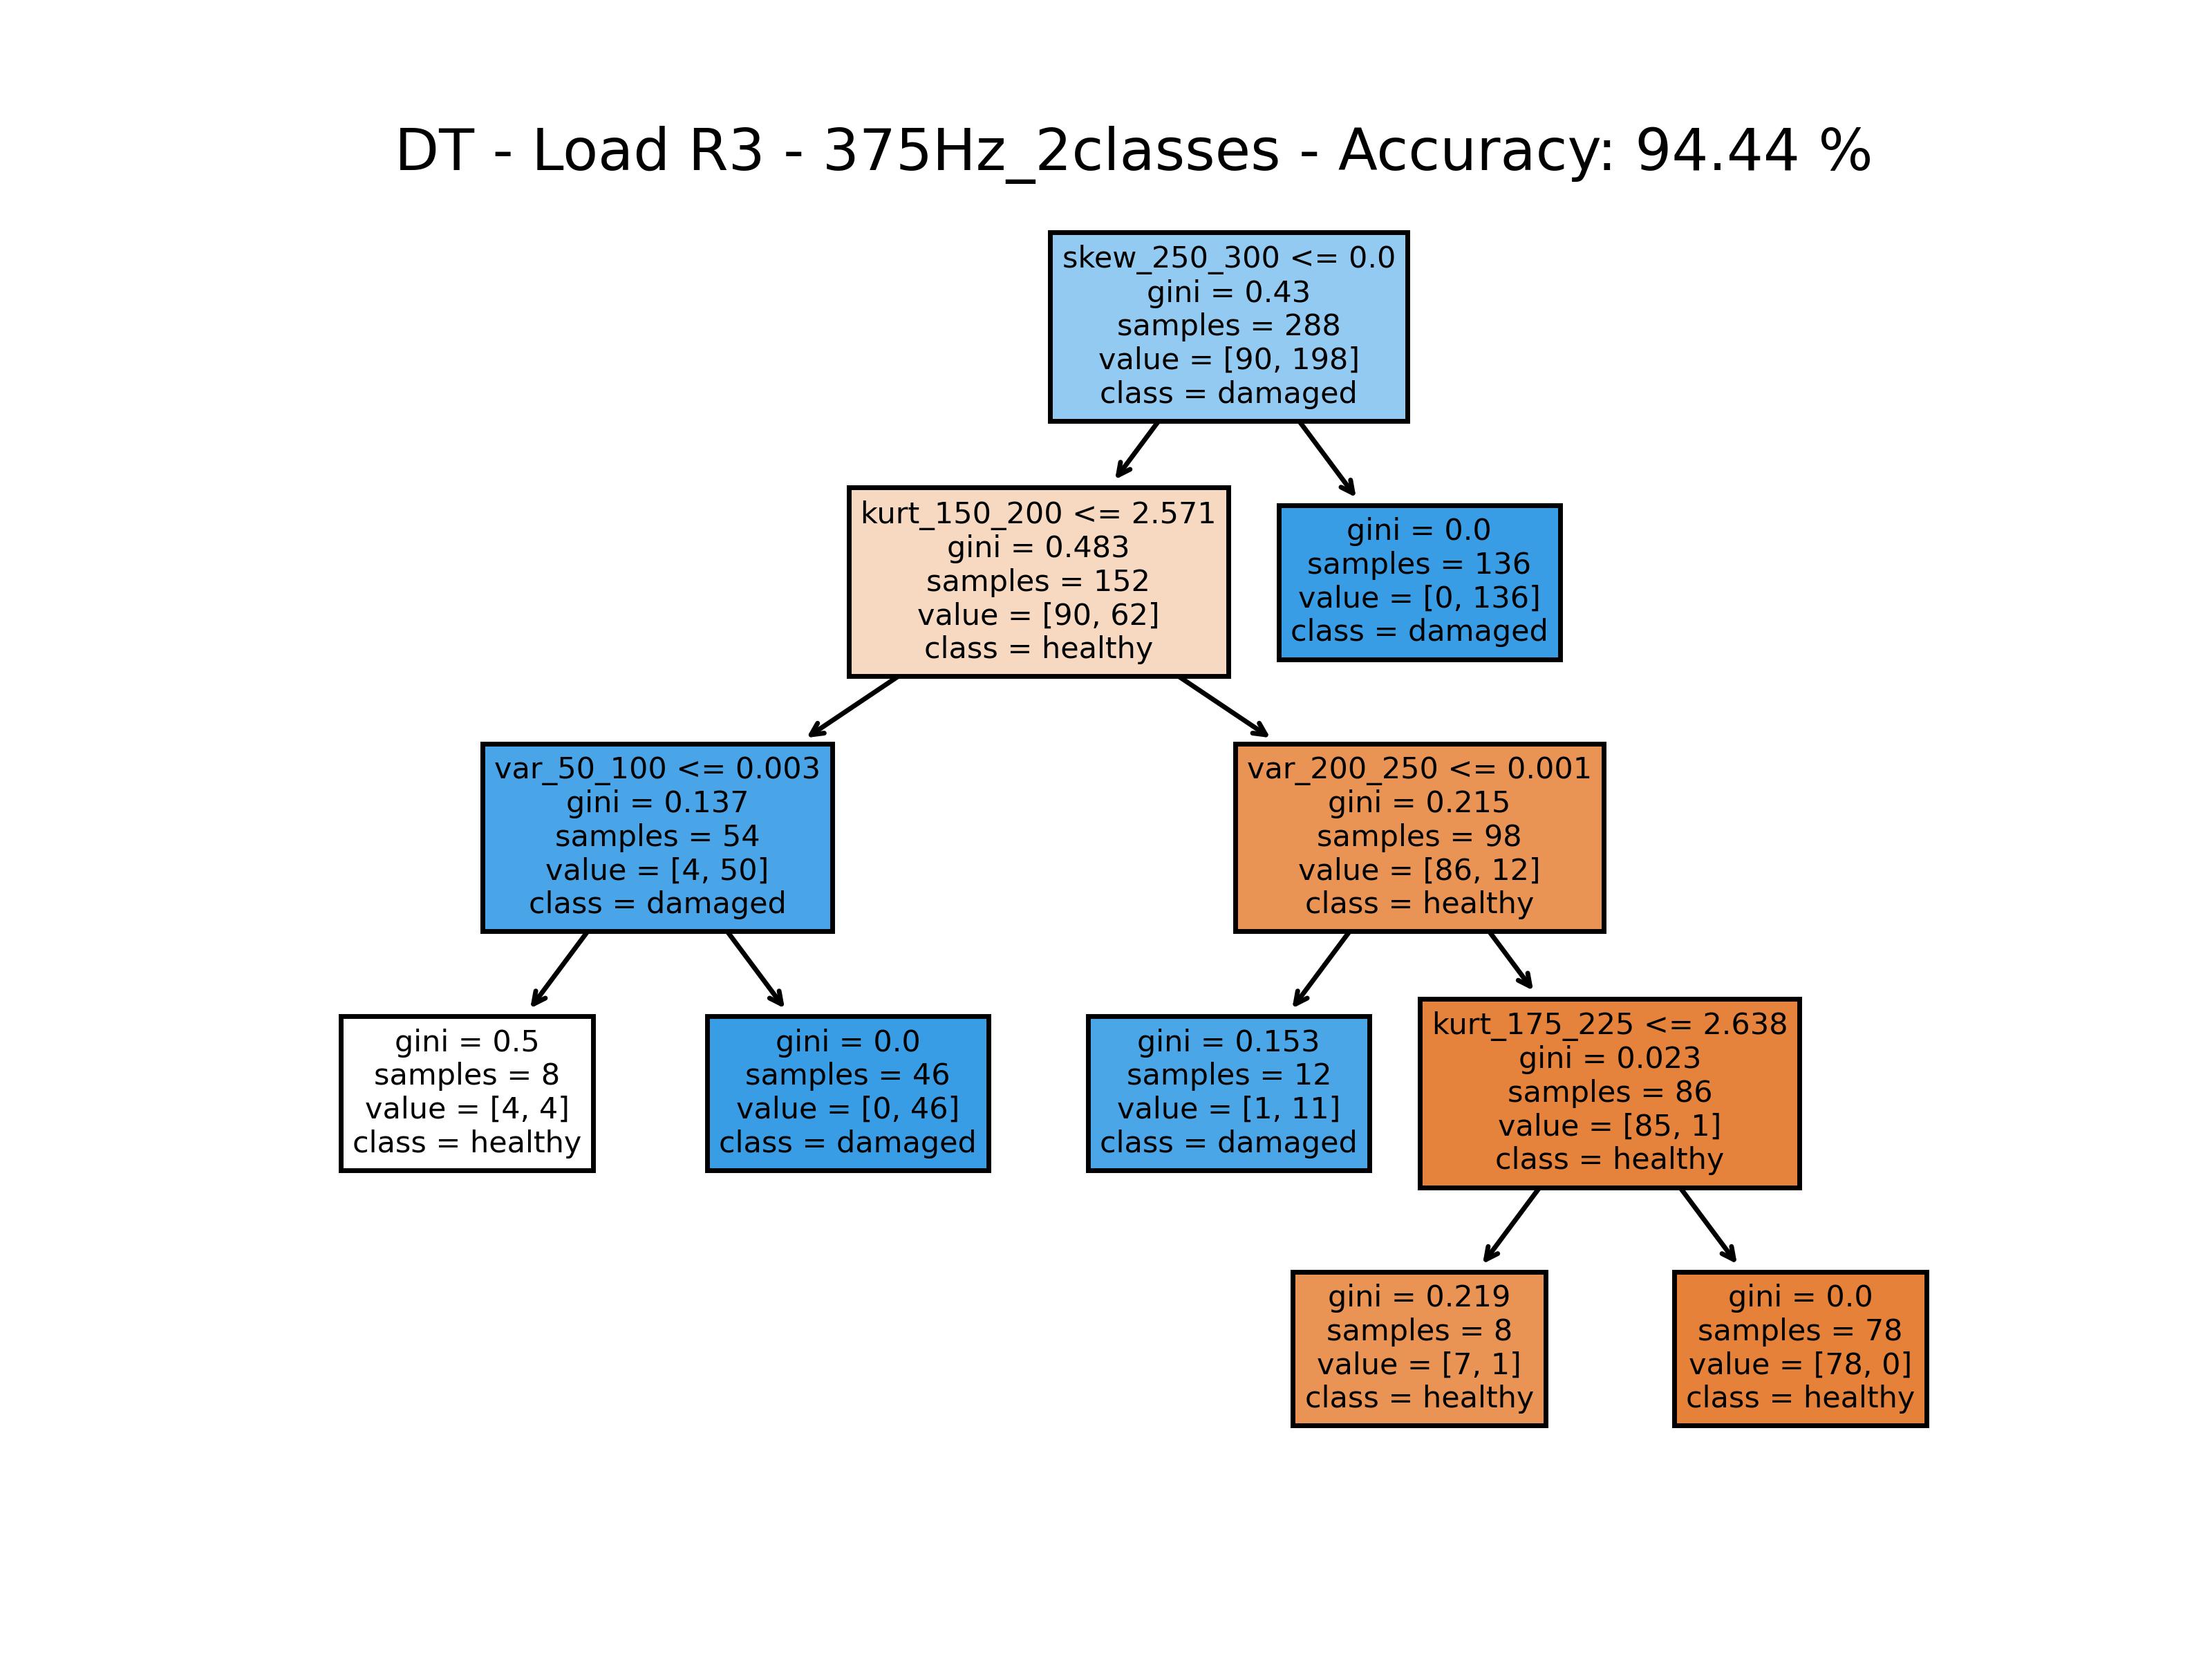 DT - Load R3 - 375Hz_2classes - Accuracy: 94.44 %
skew_250_300 <= 0.0
gini = 0.43
samples = 288
value = [90, 198]
class = damaged
kurt_150_200 <= 2.571
gini = 0.483
samples = 152
value = [90, 62]
class = healthy
gini = 0.0
samples = 136
value = [0, 136]
class = damaged
var_50_100 <= 0.003
gini = 0.137
samples = 54
value = [4, 50]
class = damaged
var_200_250 <= 0.001
gini = 0.215
samples = 98
value = [86, 12]
class = healthy
gini = 0.5
samples = 8
value = [4, 4]
class = healthy
gini = 0.0
samples = 46
value = [0, 46]
class = damaged
gini = 0.153
samples = 12
value = [1, 11]
class = damaged
kurt_175_225 <= 2.638
gini = 0.023
samples = 86
value = [85, 1]
class = healthy
gini = 0.219
samples = 8
value = [7, 1]
class = healthy
gini = 0.0
samples = 78
value = [78, 0]
class = healthy